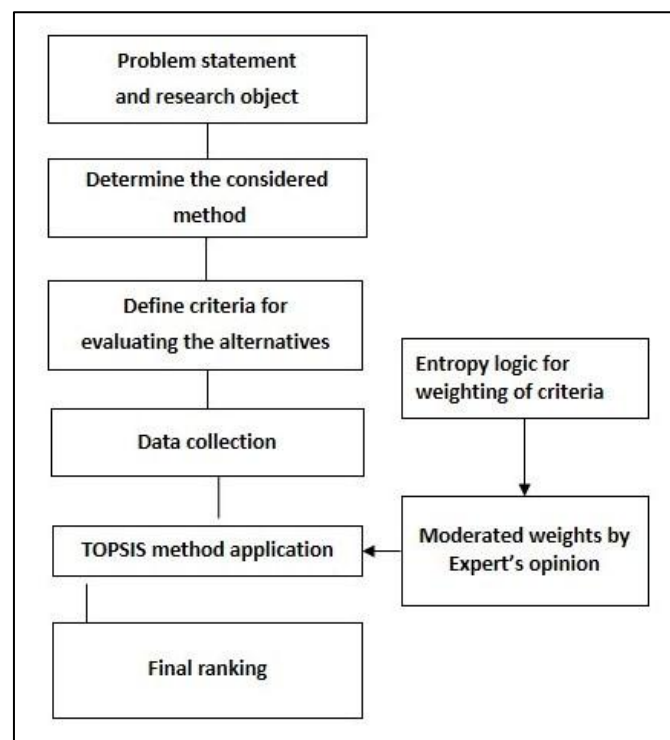 Problem statement
and research object
Determine the considered
method
Define criteria for
evaluating the alternatives
Entropy logic for
weighting of criteria
Data collection
Moderated weights by
Expert's opinion
TOPSIS method application
Final ranking